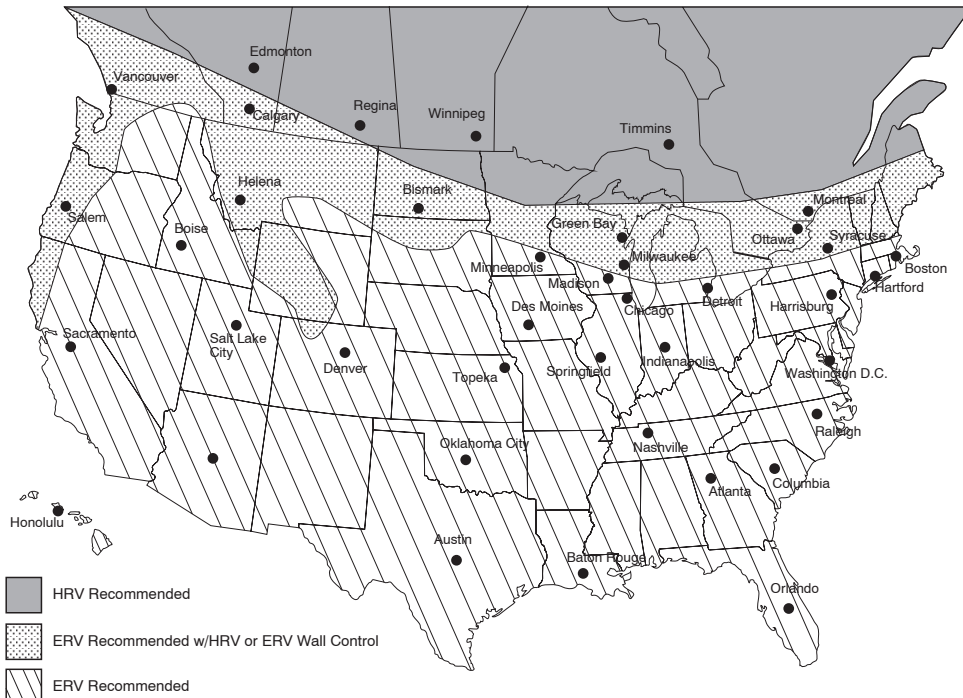 Edmonton
Vancouver
Calgary
Regina
Winnipeg
Timmins
Helena
Bismark
Salem
Boise
Green Bay
Montreal
Ottawa
Syracuse
Minneapolis
Milwaukee
Madison
Boston
Hartford
Detroit
Chicago
Des Moines
Harrisburg
Sacramento
Salt Lake
City
Denver
Topeka
Springfield
Indianapolis
Washington D.C.
Oklahoma City
Nashville
Raleigh
Columbia
Atlanta
Honolulu
Austin
Baton Rouge
Orlando
HRV Recommended
ERV Recommended w/HRV or ERV Wall Control
ERV Recommended